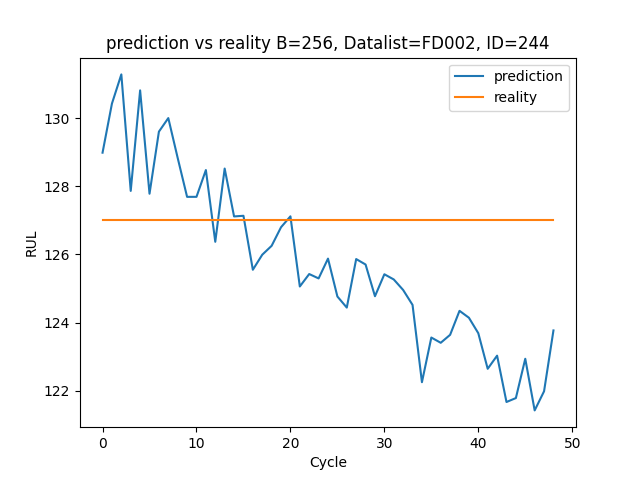 prediction vs reality B=256, Datalist=FD002, ID=244
prediction
reality
130
128
126
124
122
RUL
0 10 20 30 40 50
Cycle